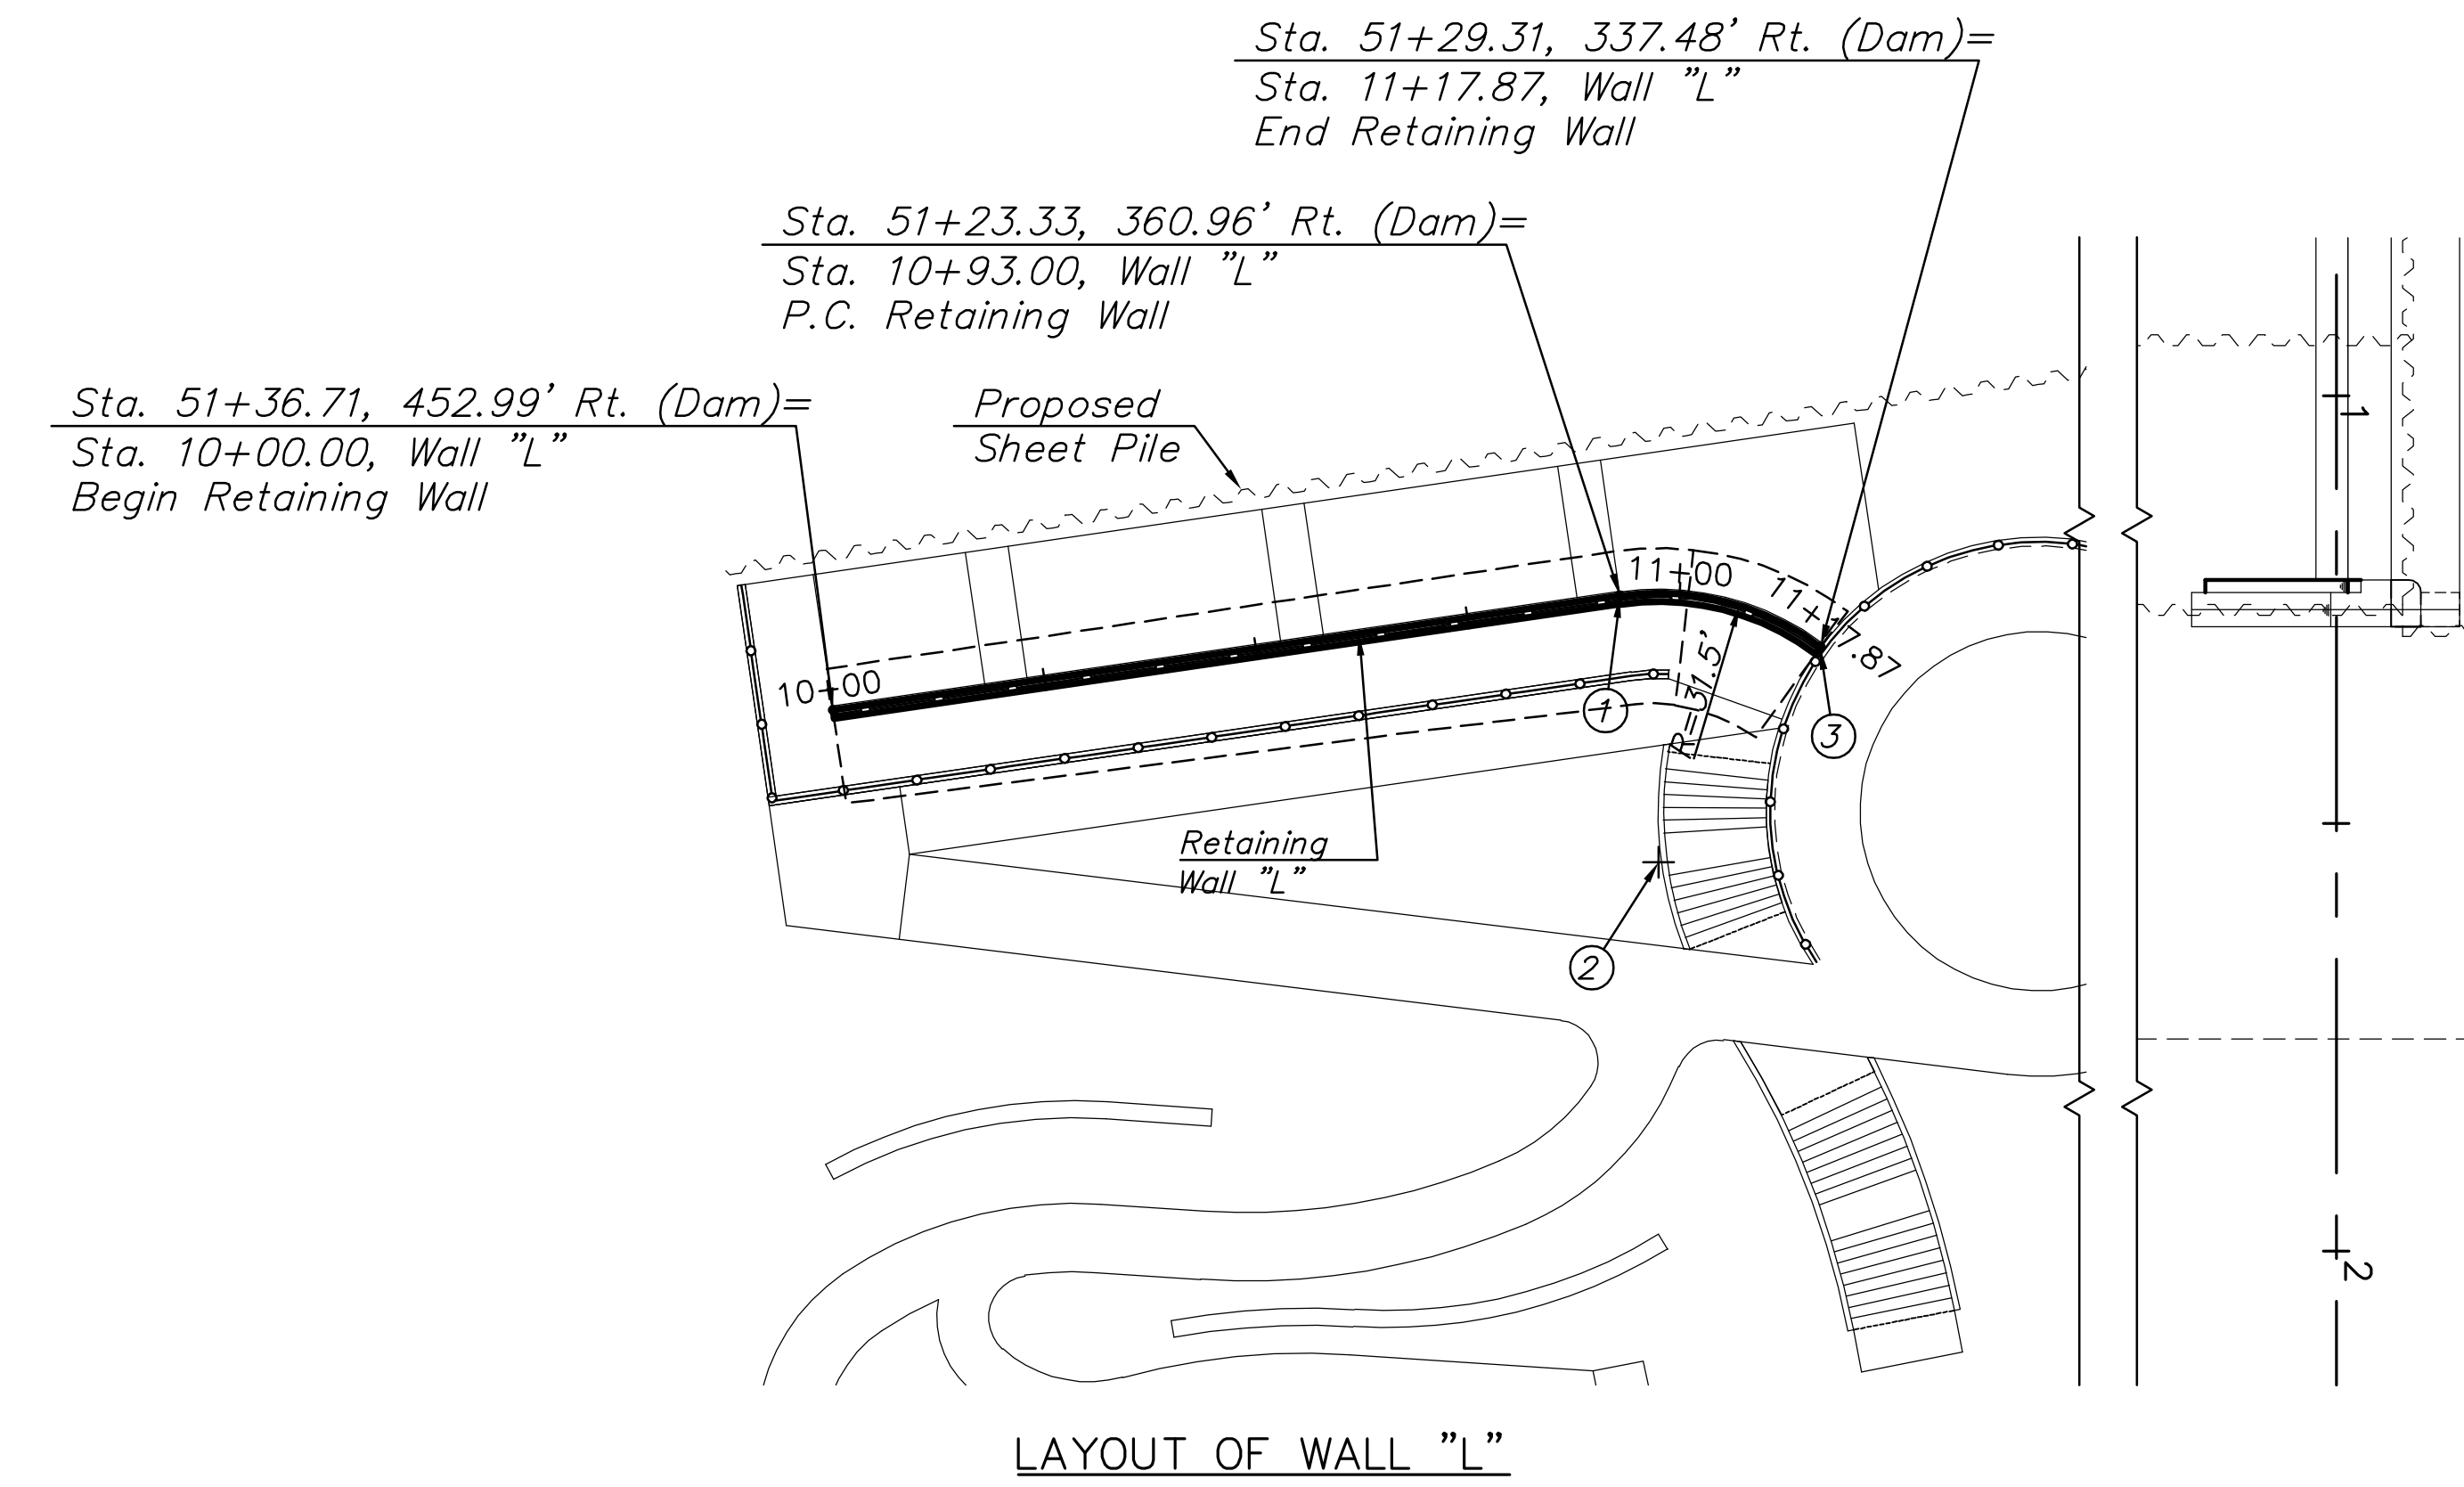 Sta. 51+29.31, 337.48' Rt. (Dam)=
Sta. 11+17.87, Wall "L"
End Retaining Wall
Sta. 51+23.33, 360.96' Rt. (Dam)=
Sta. 10+93.00, Wall "L"
P.C. Retaining Wall
Sta. 51+36.71, 452.99' Rt. (Dam)=
Sta. 10+00.00, Wall "L"
Begin Retaining Wall
Proposed
Sheet Pile
1
11+00
11+17.87
10+00
R=31.5'
1
3
Retaining
Wall "L"
2
2
LAYOUT OF WALL "L"